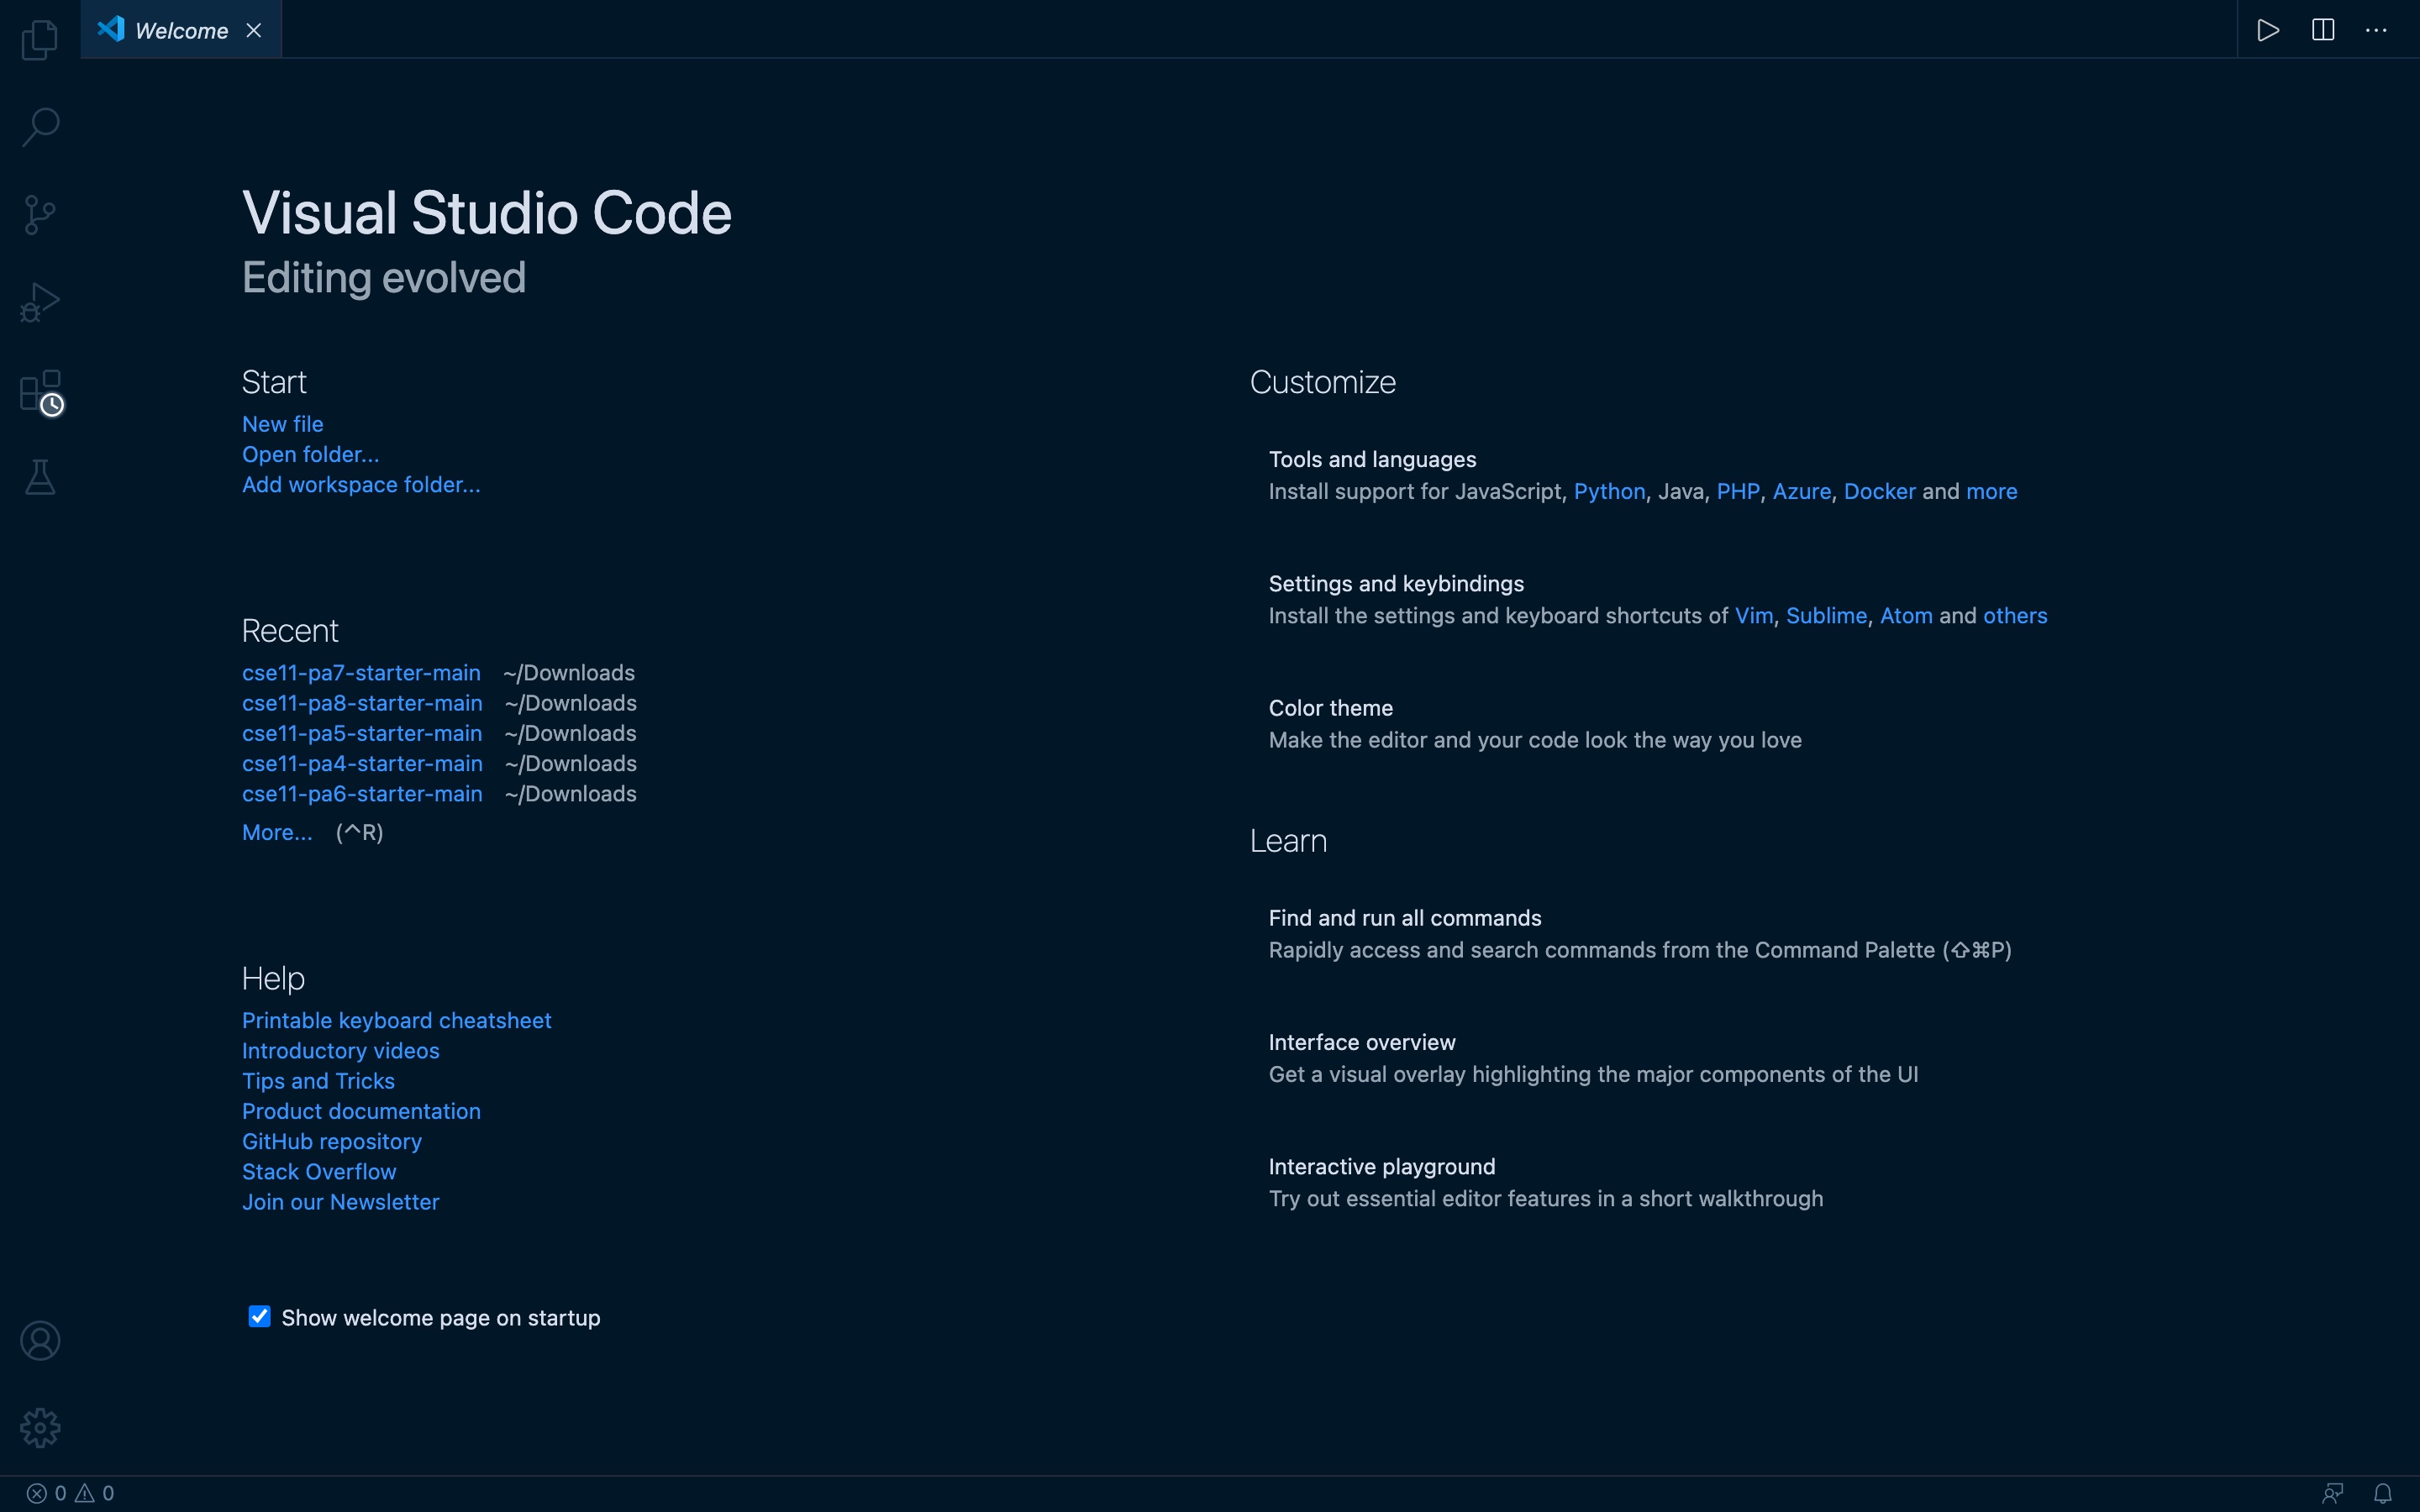 Welcome
Visual Studio Code
Editing evolved
Start
New file
Open folder...
Add workspace folder...
Recent
cse11-pa7-starter-main ~/Downloads
cse11-pa8-starter-main ~/Downloads
cse11-pa5-starter-main ~/Downloads
cse11-pa4-starter-main ~/Downloads
cse11-pa6-starter-main ~/Downloads
More... (^R)
Help
Printable keyboard cheatsheet
Introductory videos
Tips and Tricks
Product documentation
GitHub repository
Stack Overflow
Join our Newsletter
Show welcome page on startup
Customize
Tools and languages
Install support for JavaScript, Python, Java, PHP, Azure, Docker and more
Settings and keybindings
Install the settings and keyboard shortcuts of Vim, Sublime, Atom and others
Color theme
Make the editor and your code look the way you love
Learn
Find and run all commands
Rapidly access and search commands from the Command Palette (⇧⌘P)
Interface overview
Get a visual overlay highlighting the major components of the UI
Interactive playground
Try out essential editor features in a short walkthrough
0 0